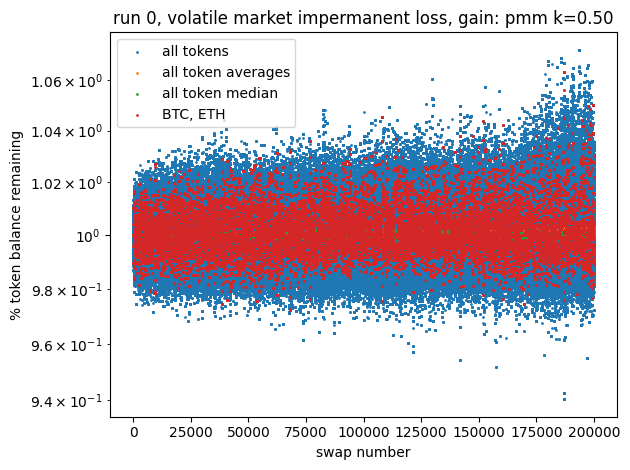 run 0, volatile market impermanent loss, gain: pmm k=0.50
all tokens
all token averages
all token median
BTC, ETH
% token balance remaining
1.06 × 10⁰
1.04 × 10⁰
1.02 × 10⁰
10⁰
9.8 × 10⁻¹
9.6 × 10⁻¹
9.4 × 10⁻¹
0 25000 50000 75000 100000 125000 150000 175000 200000
swap number